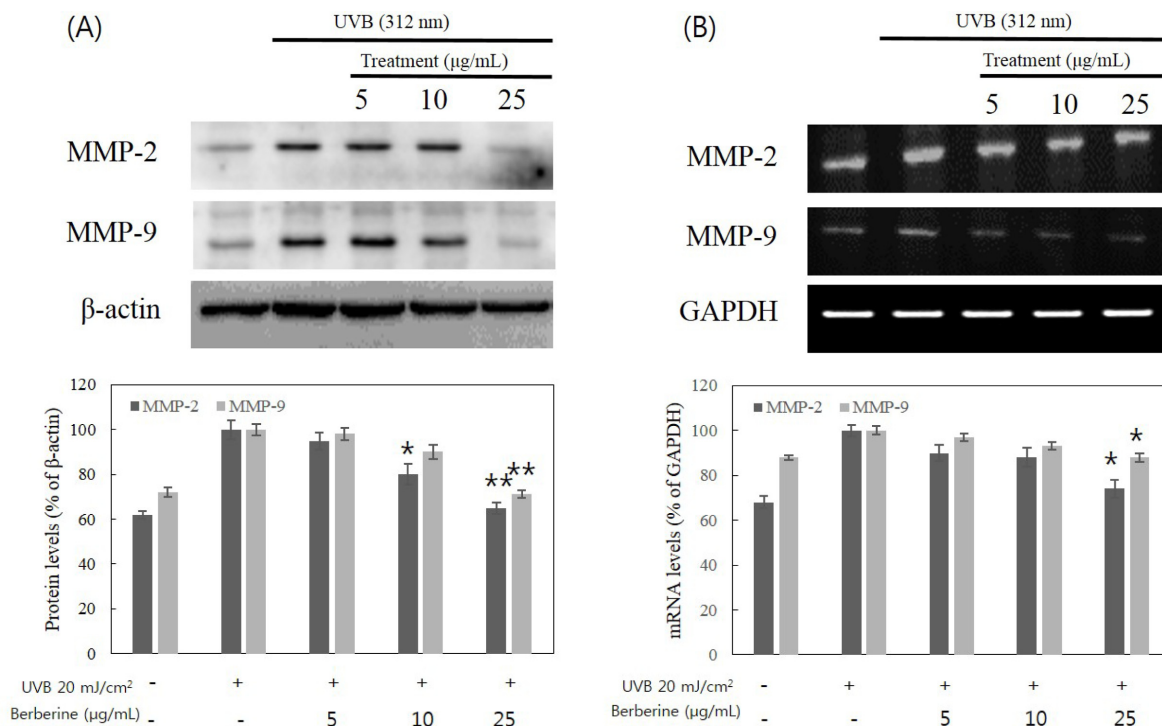 (A)
UVB (312 nm)
Treatment (μg/mL)
5 10 25
MMP-2
MMP-9
β-actin
120
100
80
60
40
20
0
Protein levels (% of β-actin)
MMP-2 MMP-9
*
**
**
UVB 20 mJ/cm² - + + + +
Berberine (μg/mL) - - 5 10 25
(B)
UVB (312 nm)
Treatment (μg/mL)
5 10 25
MMP-2
MMP-9
GAPDH
120
100
80
60
40
20
0
mRNA levels (% of GAPDH)
MMP-2 MMP-9
*
*
UVB 20 mJ/cm² - + + + +
Berberine (μg/mL) - - 5 10 25